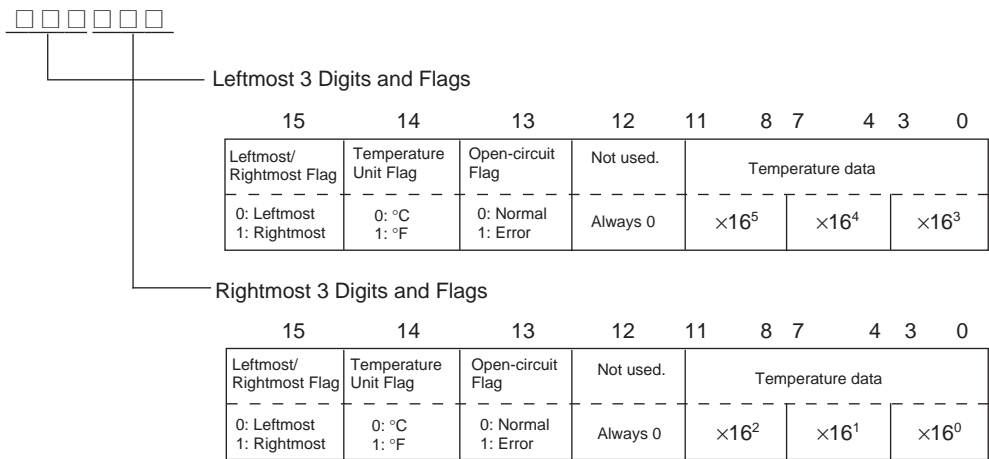 □□□□□□
Leftmost 3 Digits and Flags
15 14 13 12 11 8 7 4 3 0
Leftmost/ Temperature Open-circuit Not used. Temperature data
Rightmost Flag Unit Flag Flag
0: Leftmost 0: °C 0: Normal Always 0 ×16⁵ ×16⁴ ×16³
1: Rightmost 1: °F 1: Error
Rightmost 3 Digits and Flags
15 14 13 12 11 8 7 4 3 0
Leftmost/ Temperature Open-circuit Not used. Temperature data
Rightmost Flag Unit Flag Flag
0: Leftmost 0: °C 0: Normal Always 0 ×16² ×16¹ ×16⁰
1: Rightmost 1: °F 1: Error